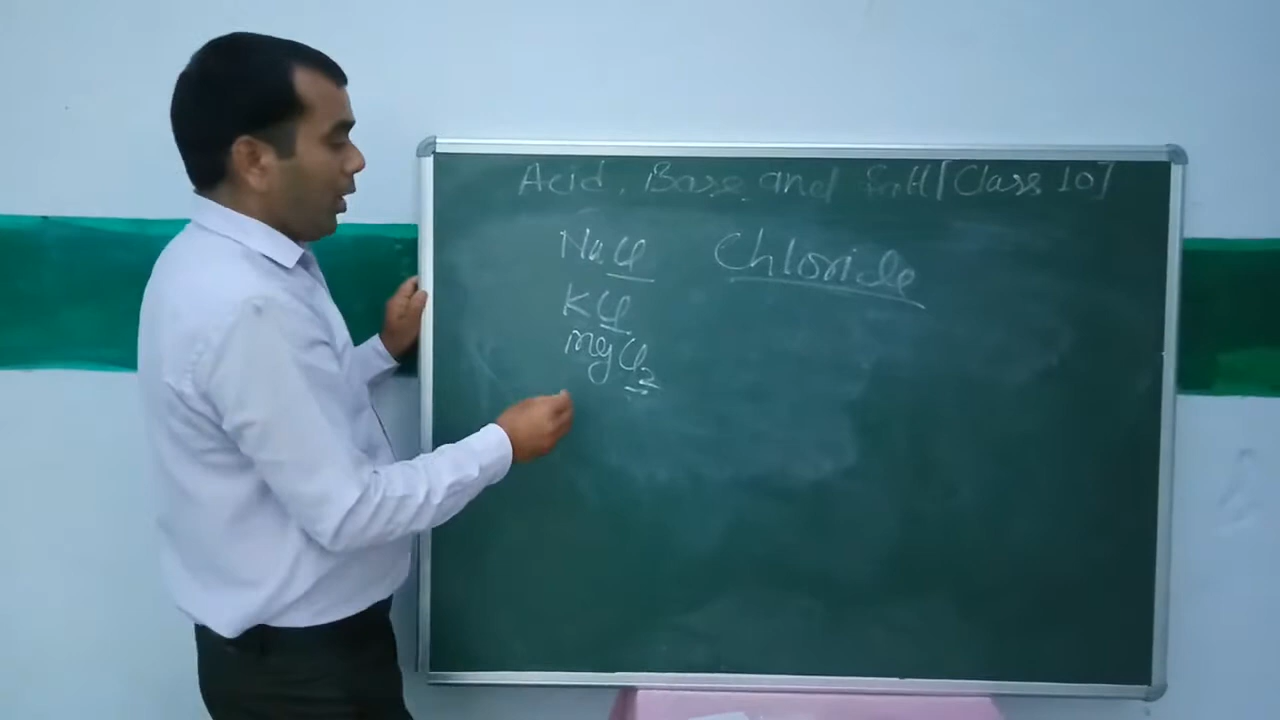 Acid, Base and Salt [Class 10]
NaCl Chloride
KCl
MgCl2